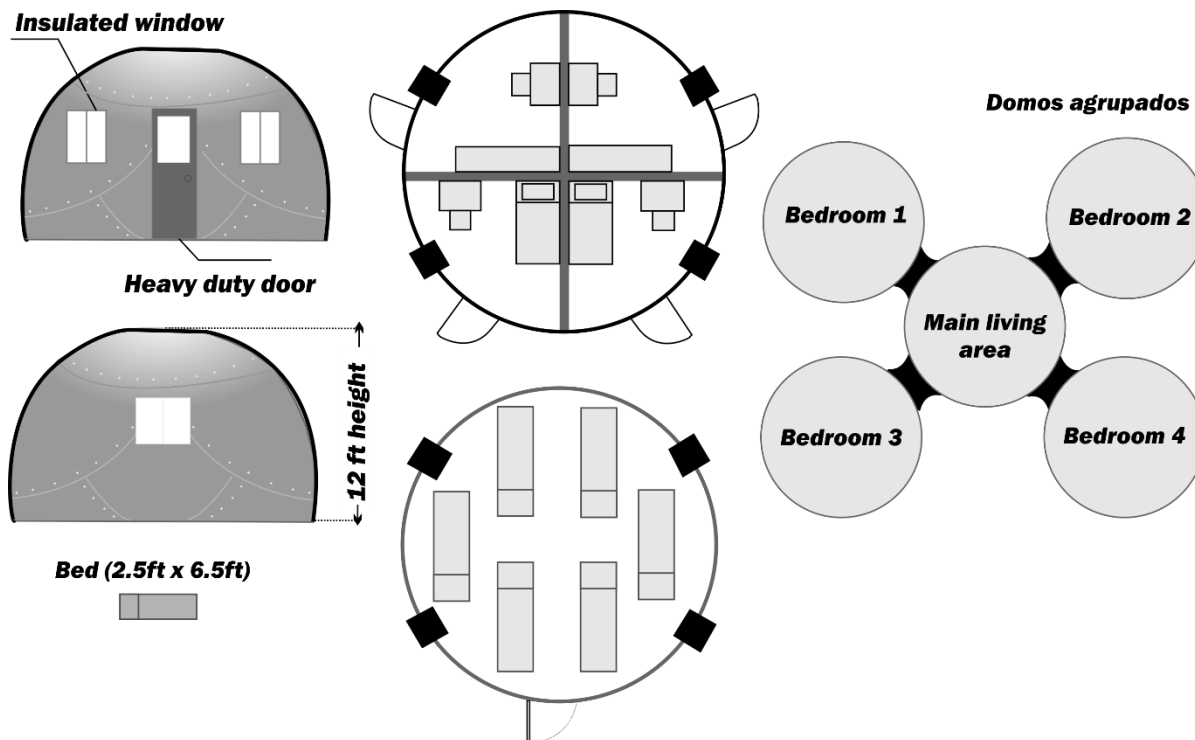 Insulated window
Heavy duty door
12 ft height
Bed (2.5ft x 6.5ft)
Domos agrupados
Bedroom 1
Bedroom 2
Main living
area
Bedroom 3
Bedroom 4